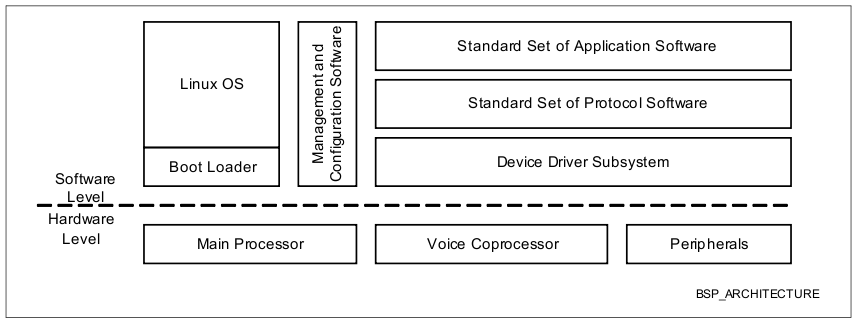 Linux OS
Boot Loader
Management and
Configuration Software
Standard Set of Application Software
Standard Set of Protocol Software
Device Driver Subsystem
Software
Level
Hardware
Level
Main Processor
Voice Coprocessor
Peripherals
BSP_ARCHITECTURE